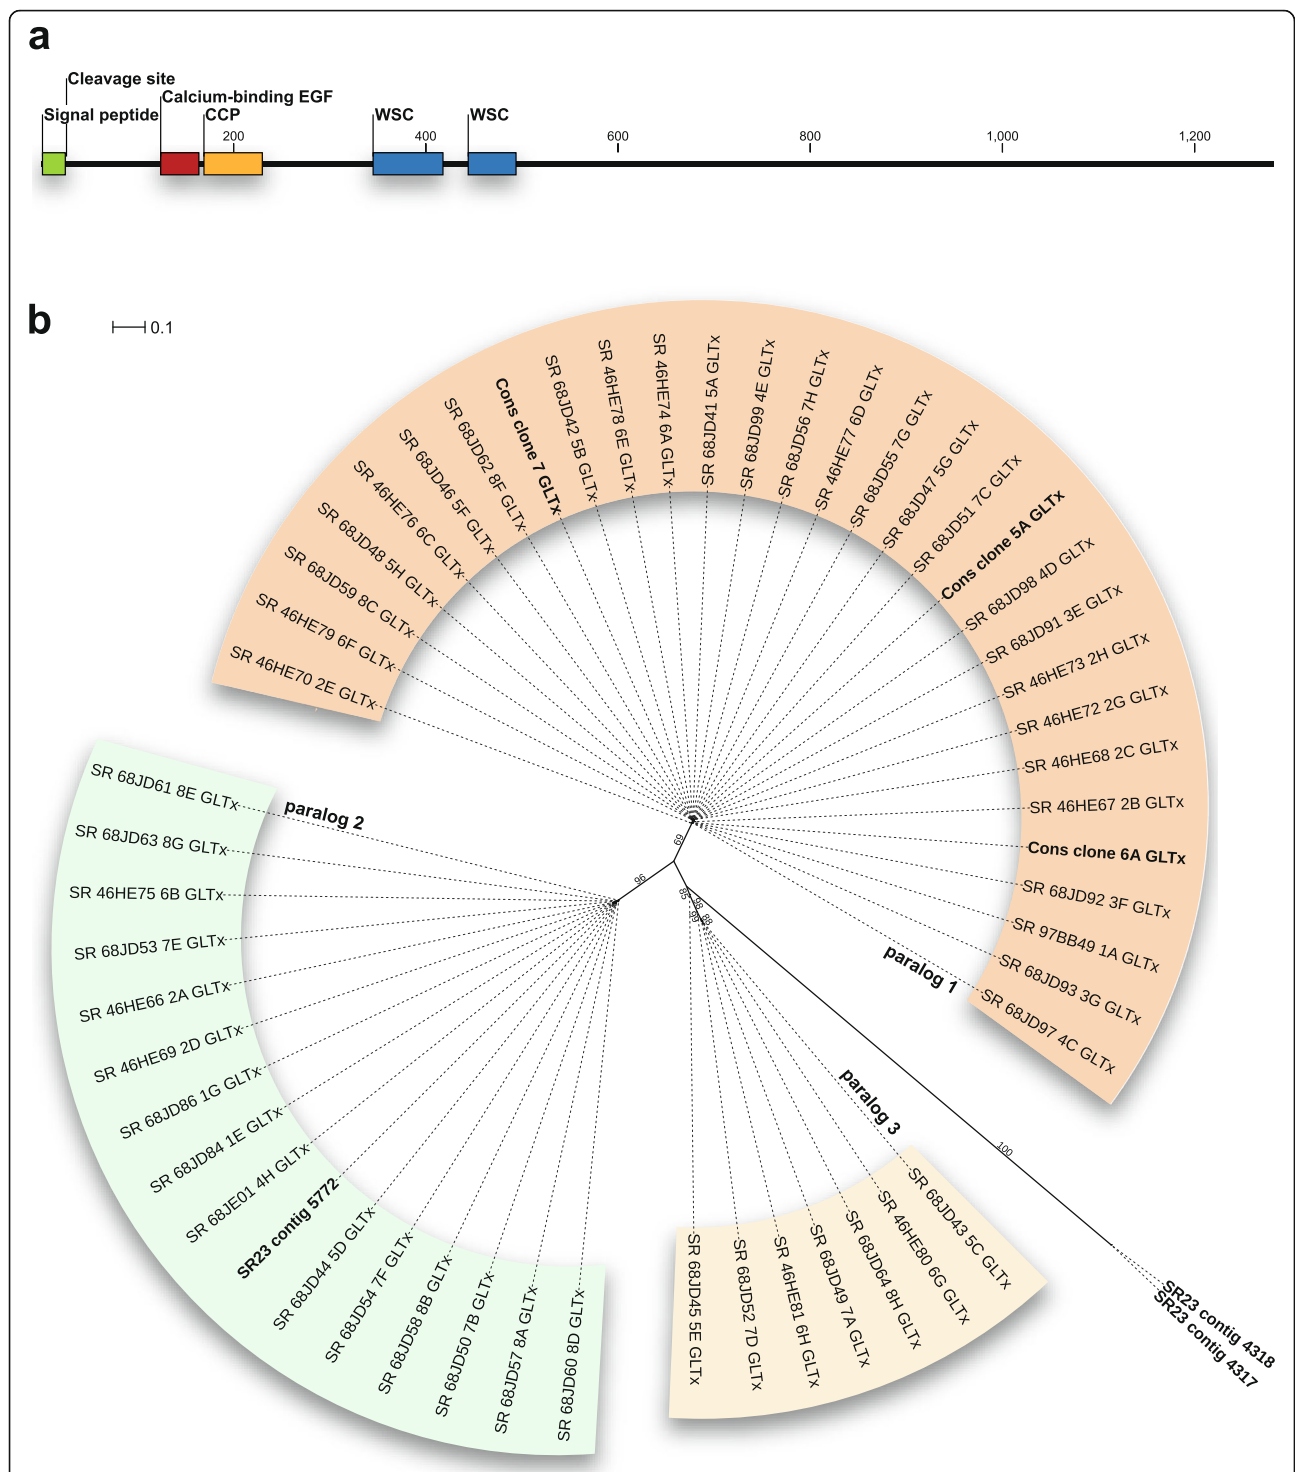 a
Cleavage site
Calcium-binding EGF
Signal peptide
CCP
WSC
WSC
200
400
600
800
1,000
1,200
b
0.1
SR 46HE70 2E GLTx
SR 46HE79 6F GLTx
SR 68JD59 8C GLTx
SR 68JD48 5H GLTx
SR 46HE76 6C GLTx
SR 68JD46 5F GLTx
SR 68JD62 8F GLTx
Cons clone 7 GLTx
SR 68JD42 5B GLTx
SR 46HE78 6E GLTx
SR 46HE74 6A GLTx
SR 68JD41 5A GLTx
SR 68JD99 4E GLTx
SR 68JD56 7H GLTx
SR 46HE77 6D GLTx
SR 68JD55 7G GLTx
SR 68JD47 5G GLTx
SR 68JD51 7C GLTx
Cons clone 5A GLTx
SR 68JD98 4D GLTx
SR 68JD91 3E GLTx
SR 46HE73 2H GLTx
SR 46HE72 2G GLTx
SR 46HE68 2C GLTx
SR 46HE67 2B GLTx
Cons clone 6A GLTx
SR 68JD92 3F GLTx
SR 97BB49 1A GLTx
SR 68JD93 3G GLTx
SR 68JD97 4C GLTx
paralog 1
69
96
85
98
99
88
100
paralog 2
SR 68JD61 8E GLTx
SR 68JD63 8G GLTx
SR 46HE75 6B GLTx
SR 68JD53 7E GLTx
SR 46HE66 2A GLTx
SR 46HE69 2D GLTx
SR 68JD86 1G GLTx
SR 68JD84 1E GLTx
SR 68JE01 4H GLTx
SR23 contig 5772
SR 68JD44 5D GLTx
SR 68JD54 7F GLTx
SR 68JD58 8B GLTx
SR 68JD50 7B GLTx
SR 68JD57 8A GLTx
SR 68JD60 8D GLTx
paralog 3
SR 68JD45 5E GLTx
SR 68JD52 7D GLTx
SR 46HE81 6H GLTx
SR 68JD49 7A GLTx
SR 68JD64 8H GLTx
SR 46HE80 6G GLTx
SR 68JD43 5C GLTx
SR23 contig 4318
SR23 contig 4317